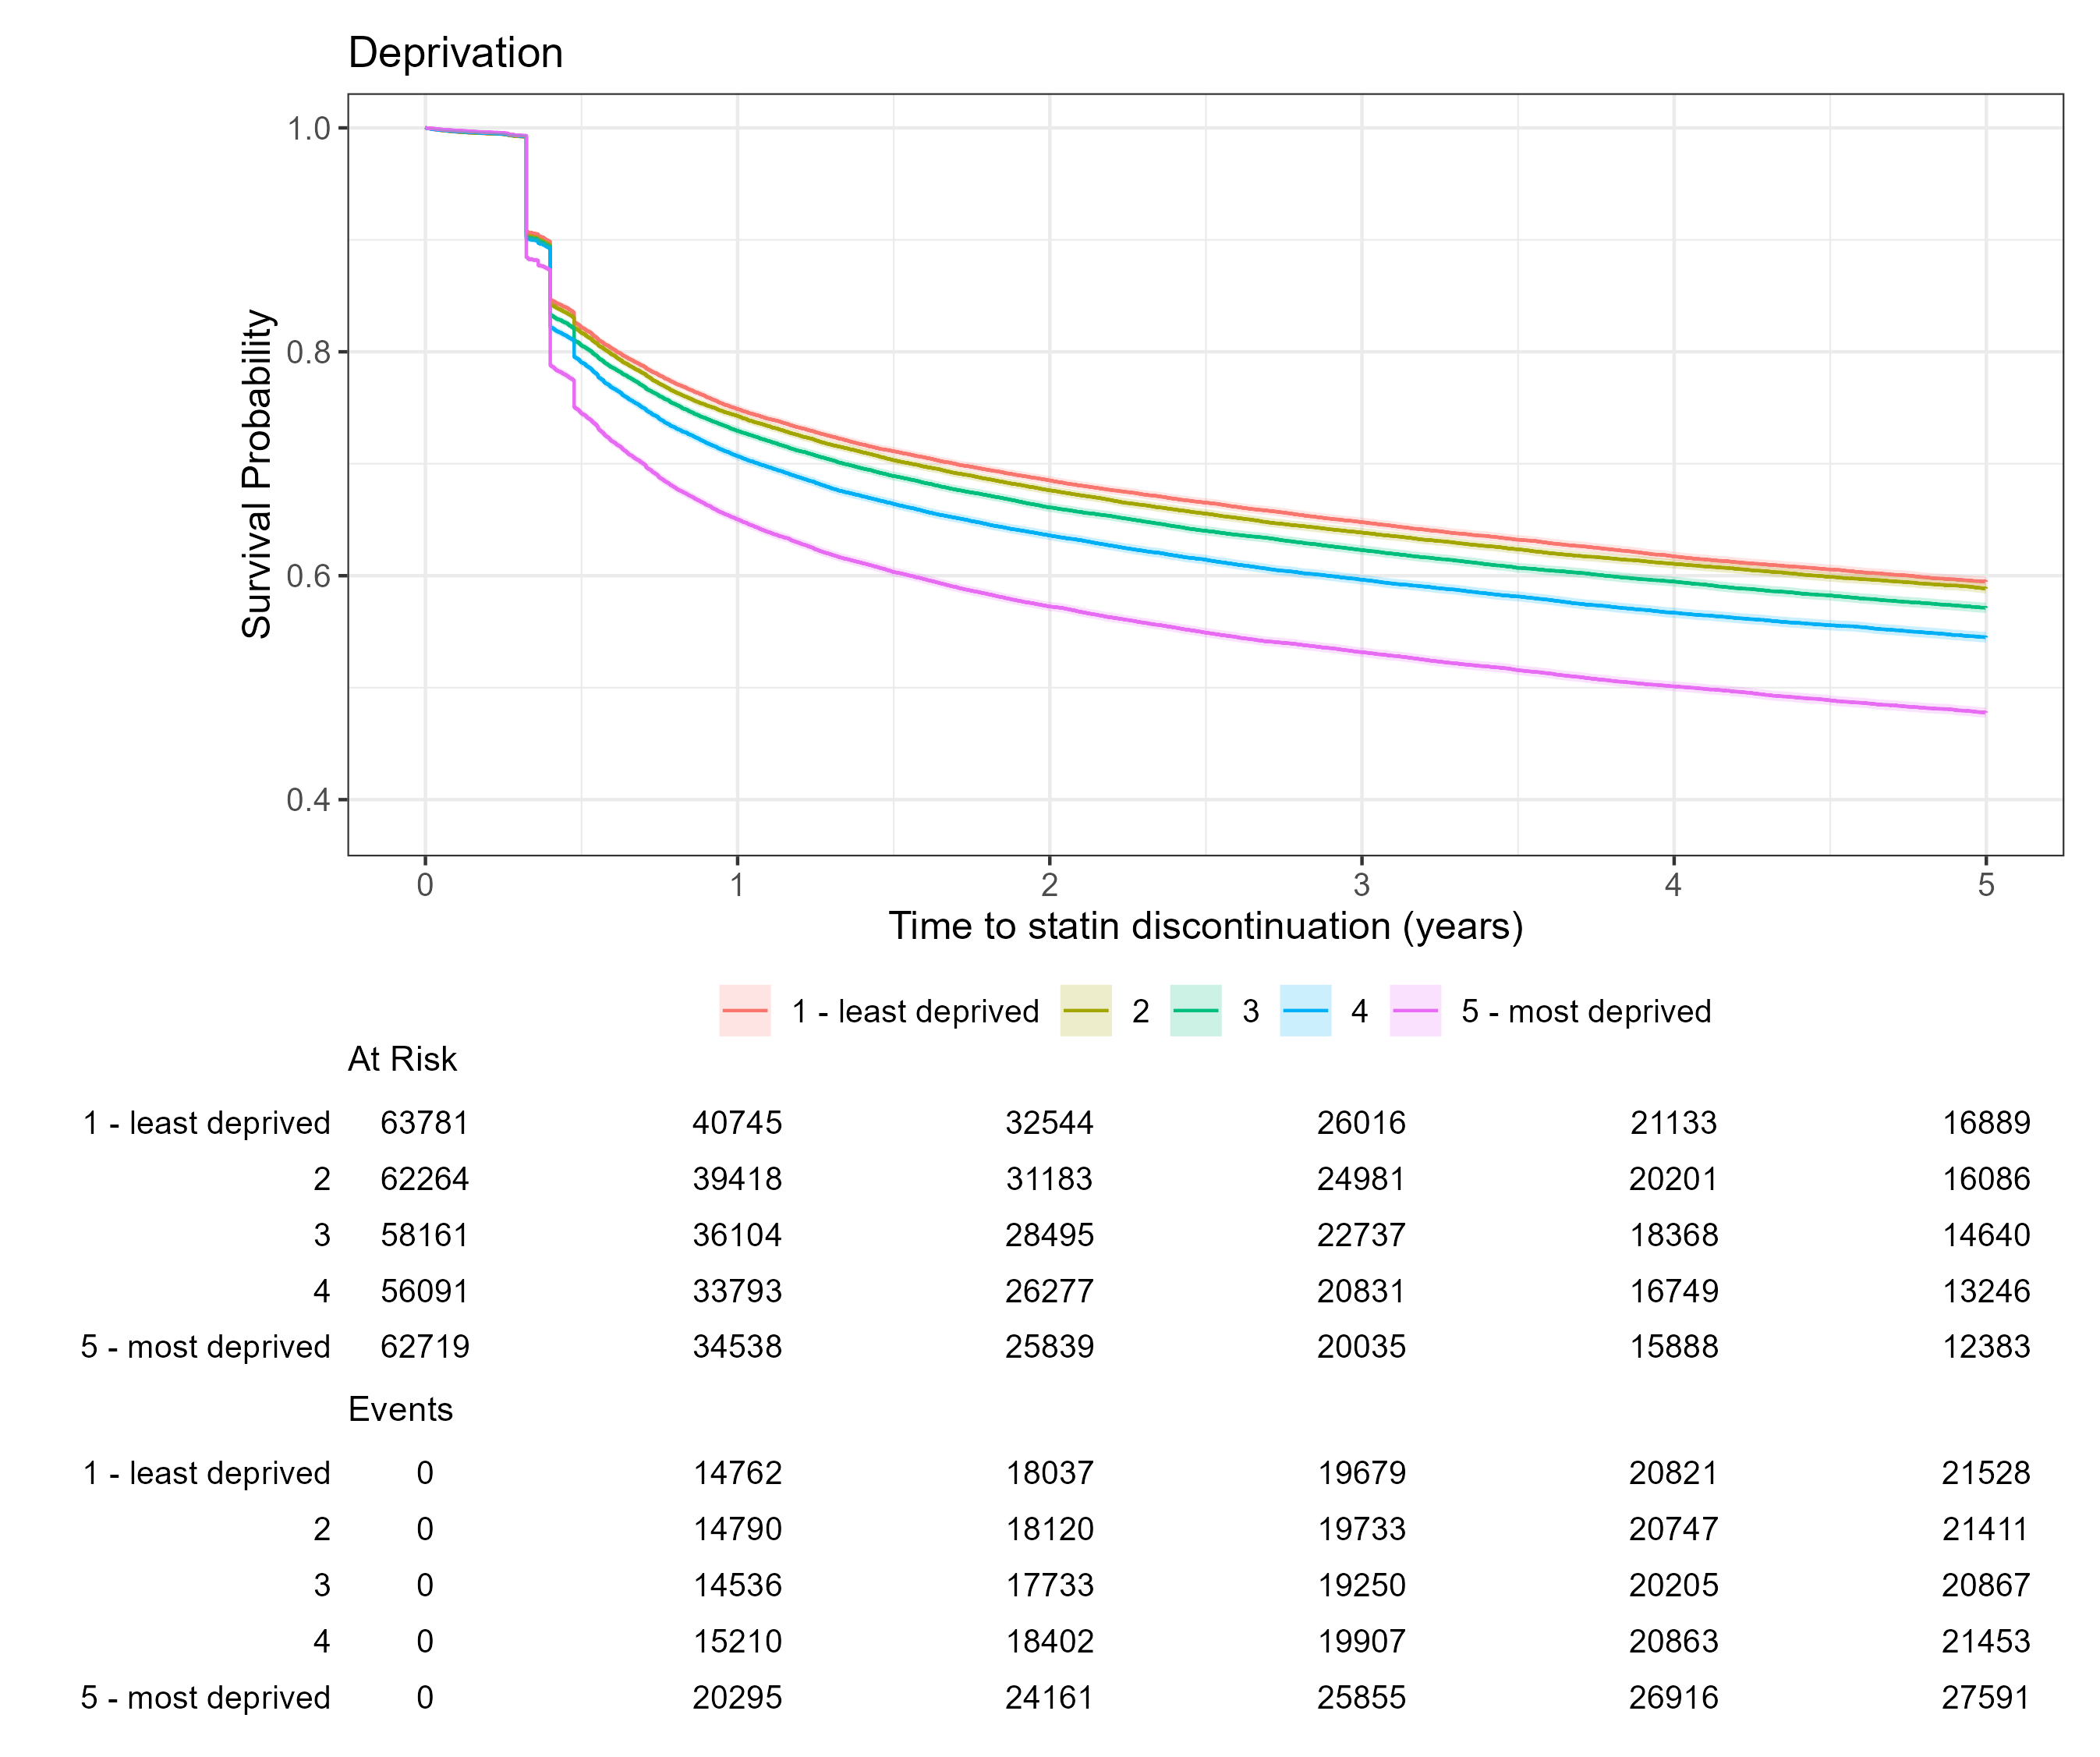 Deprivation
1.0
0.8
0.6
0.4
Survival Probability
0 1 2 3 4 5
Time to statin discontinuation (years)
1 - least deprived 2 3 4 5 - most deprived
At Risk
1 - least deprived 63781 40745 32544 26016 21133 16889
2 62264 39418 31183 24981 20201 16086
3 58161 36104 28495 22737 18368 14640
4 56091 33793 26277 20831 16749 13246
5 - most deprived 62719 34538 25839 20035 15888 12383
Events
1 - least deprived 0 14762 18037 19679 20821 21528
2 0 14790 18120 19733 20747 21411
3 0 14536 17733 19250 20205 20867
4 0 15210 18402 19907 20863 21453
5 - most deprived 0 20295 24161 25855 26916 27591